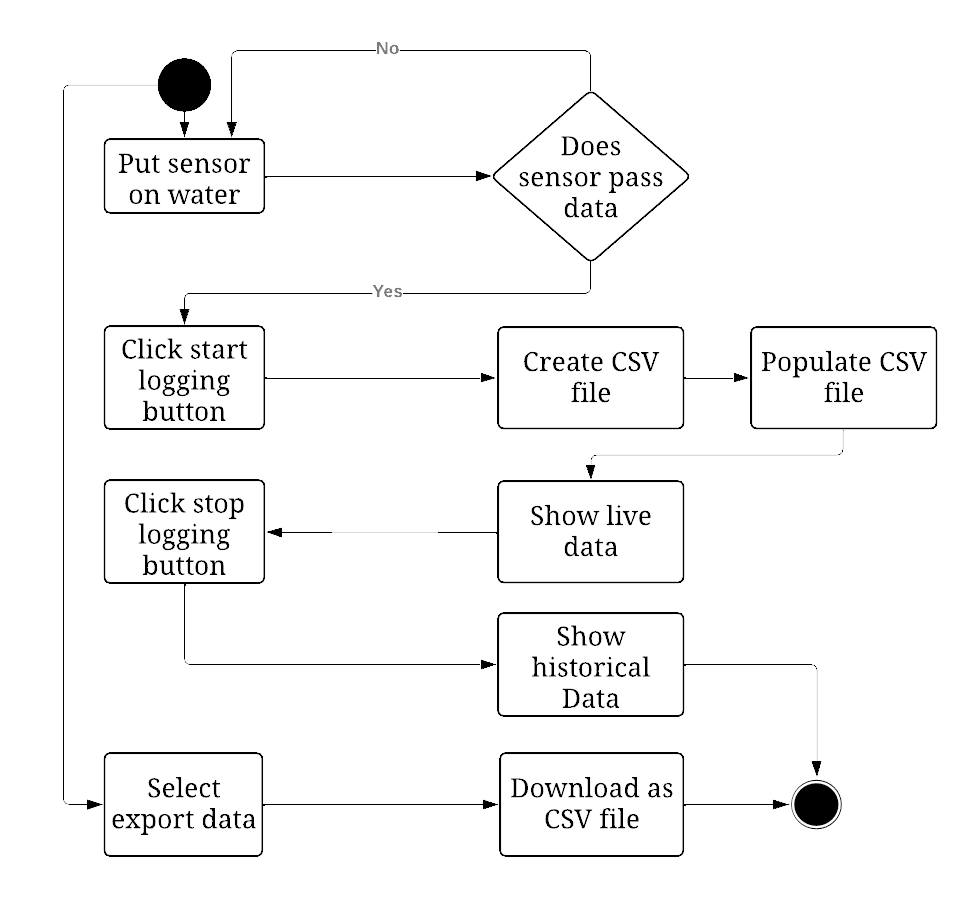 No
Put sensor
on water
Does
sensor pass
data
Yes
Click start
logging
button
Create CSV
file
Populate CSV
file
Click stop
logging
button
Show live
data
Show
historical
Data
Select
export data
Download as
CSV file